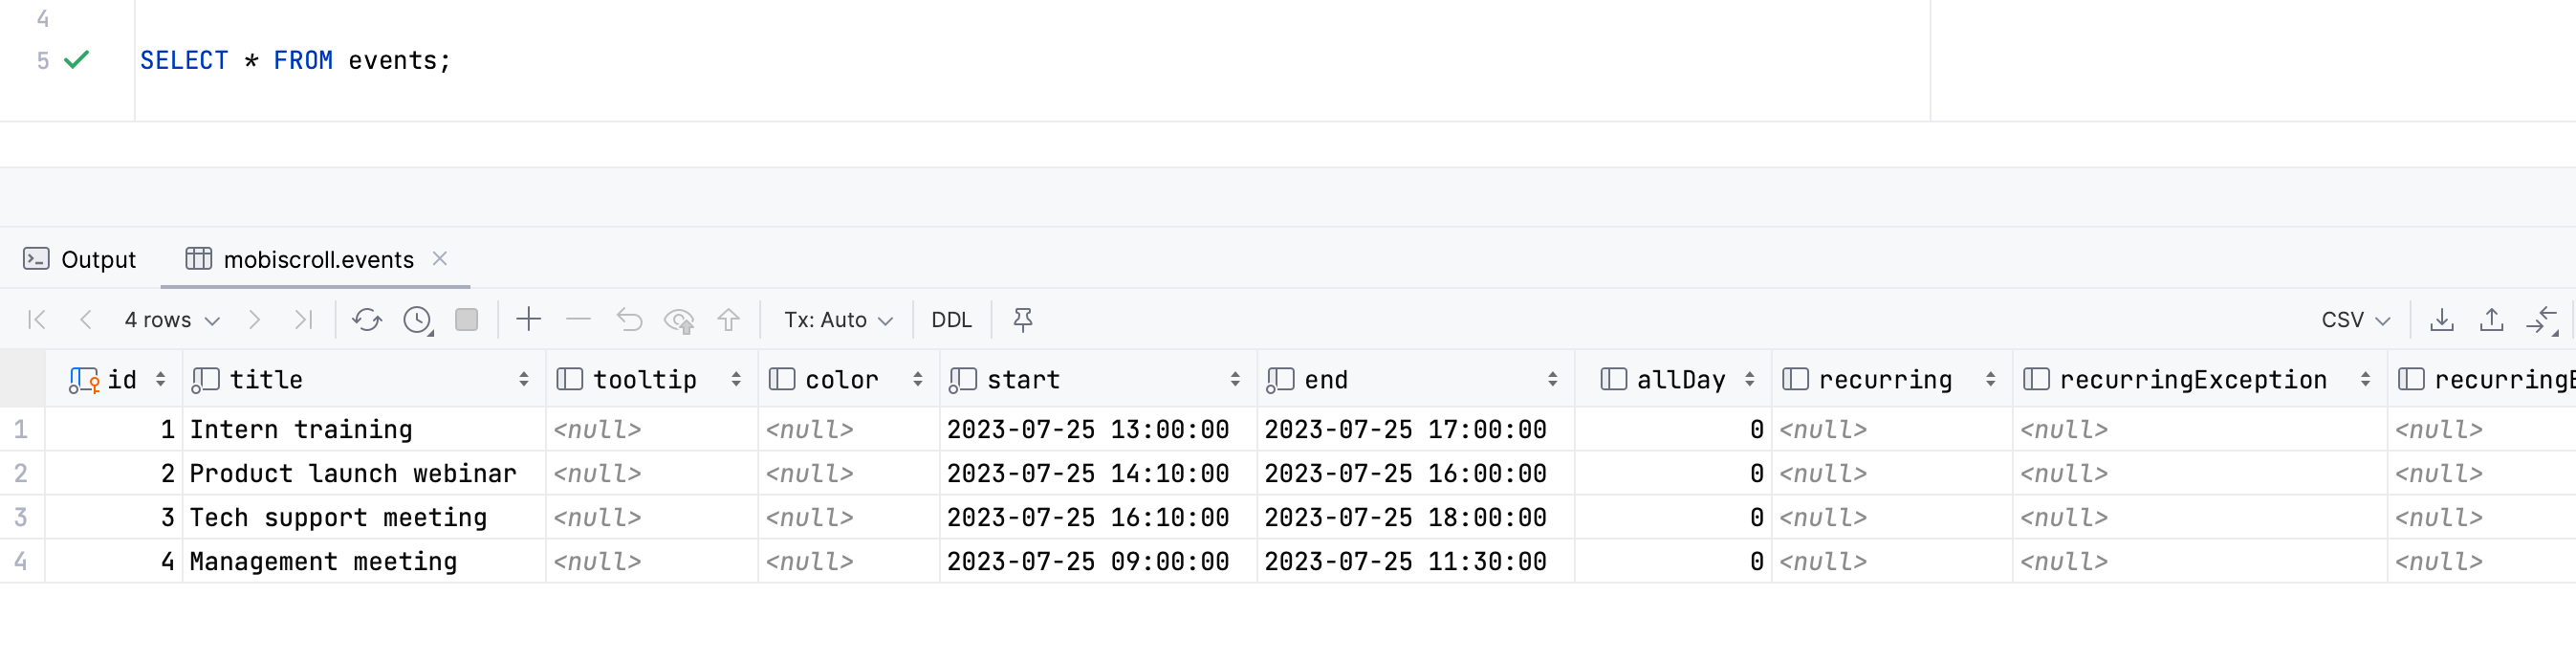 4
5 SELECT * FROM events;
Output mobiscroll.events
4 rows Tx: Auto DDL CSV
id title tooltip color start end allDay recurring recurringException recurringE
1 1 Intern training <null> <null> 2023-07-25 13:00:00 2023-07-25 17:00:00 0 <null> <null> <null>
2 2 Product launch webinar <null> <null> 2023-07-25 14:10:00 2023-07-25 16:00:00 0 <null> <null> <null>
3 3 Tech support meeting <null> <null> 2023-07-25 16:10:00 2023-07-25 18:00:00 0 <null> <null> <null>
4 4 Management meeting <null> <null> 2023-07-25 09:00:00 2023-07-25 11:30:00 0 <null> <null> <null>